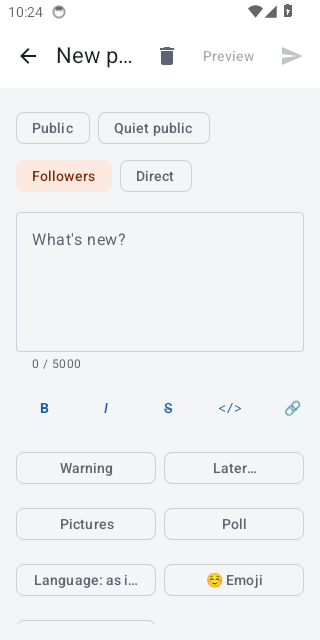 10:24
New p...
Preview
Public
Quiet public
Followers
Direct
What's new?
0 / 5000
B
I
S
</>
Warning
Later...
Pictures
Poll
Language: as i...
Emoji